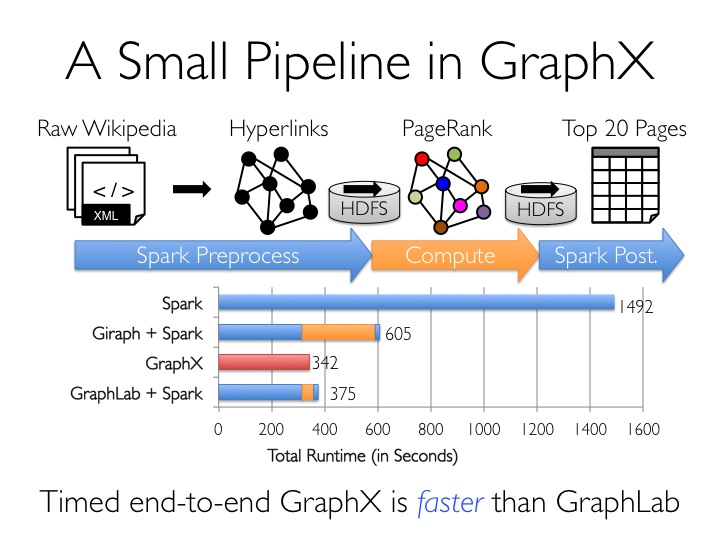 A Small Pipeline in GraphX
Raw Wikipedia
Hyperlinks
PageRank
Top 20 Pages
< / >
XML
HDFS
HDFS
Spark Preprocess
Compute
Spark Post.
Spark
1492
Giraph + Spark
605
GraphX
342
GraphLab + Spark
375
0 200 400 600 800 1000 1200 1400 1600
Total Runtime (in Seconds)
Timed end-to-end GraphX is faster than GraphLab